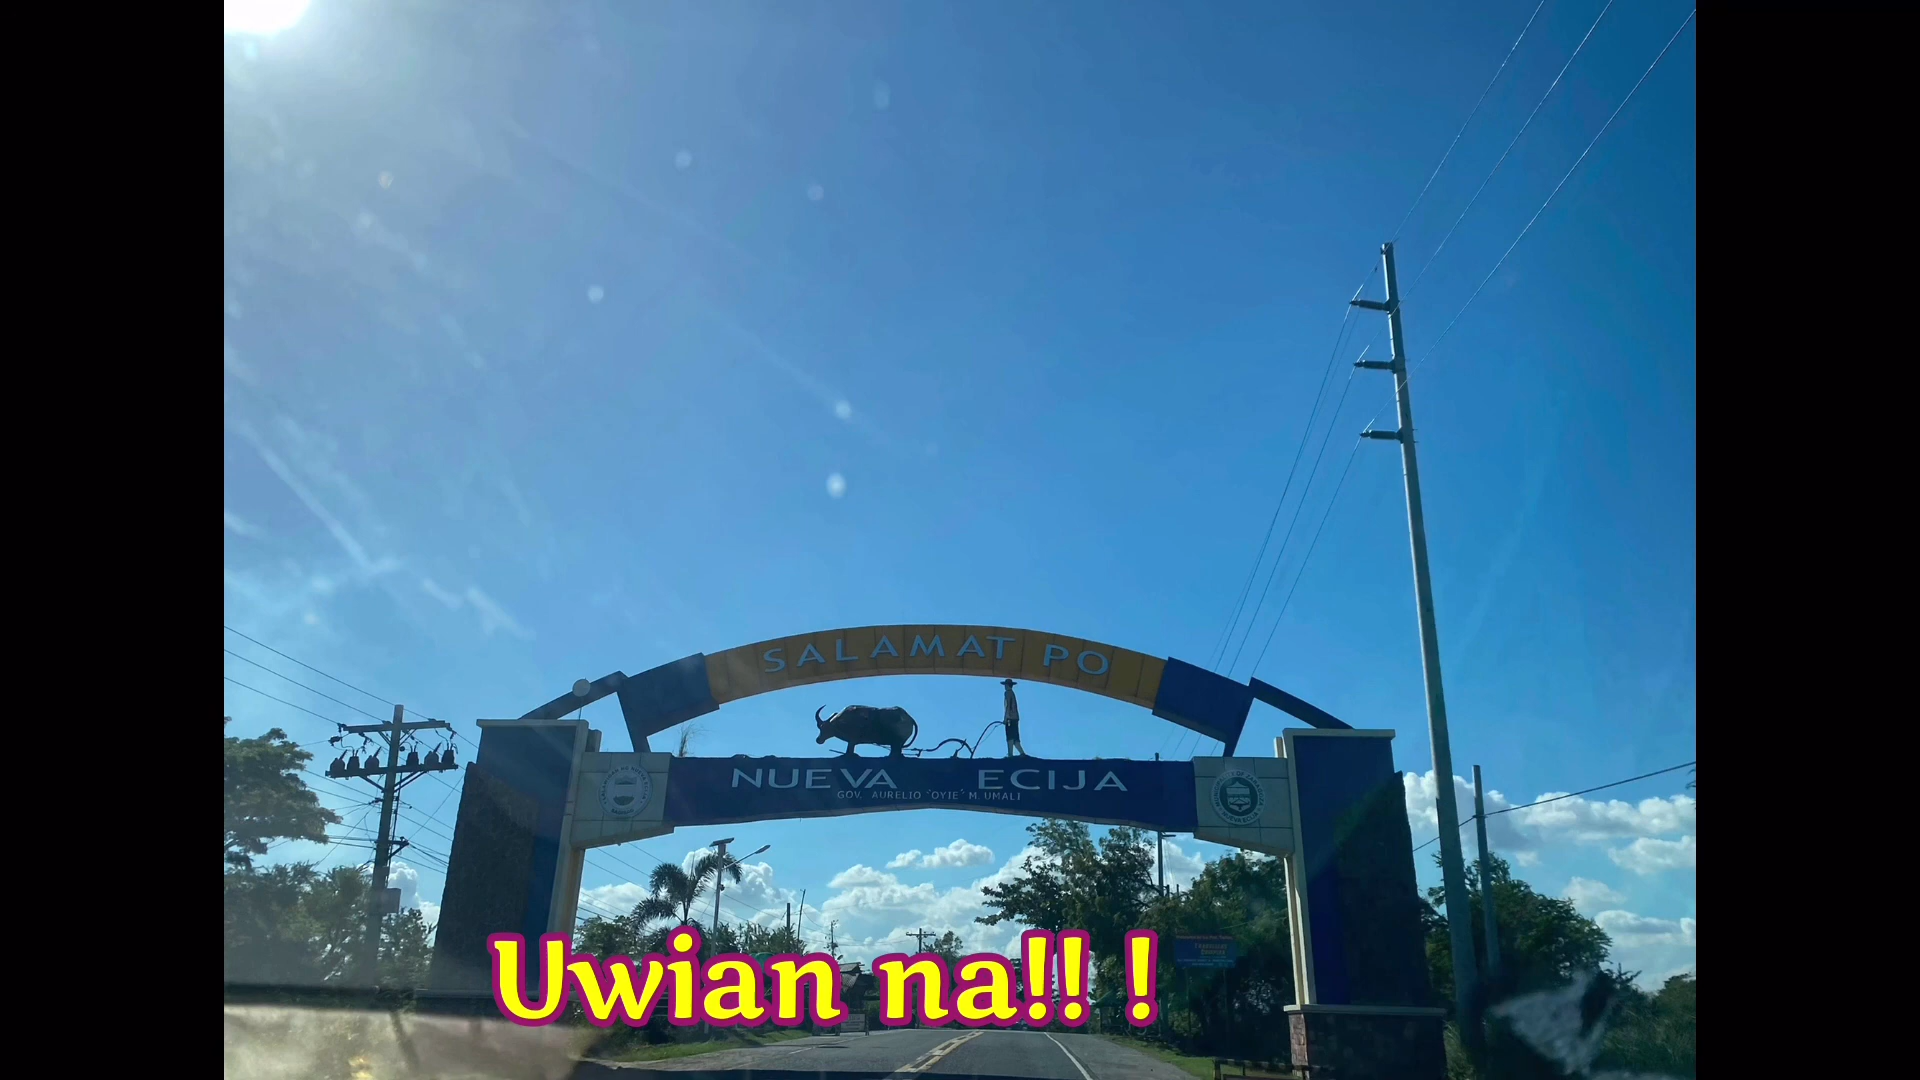 SALAMAT PO
NUEVA ECIJA
GOV. AURELIO "OYIE" M. UMALI
Uwian na!! !